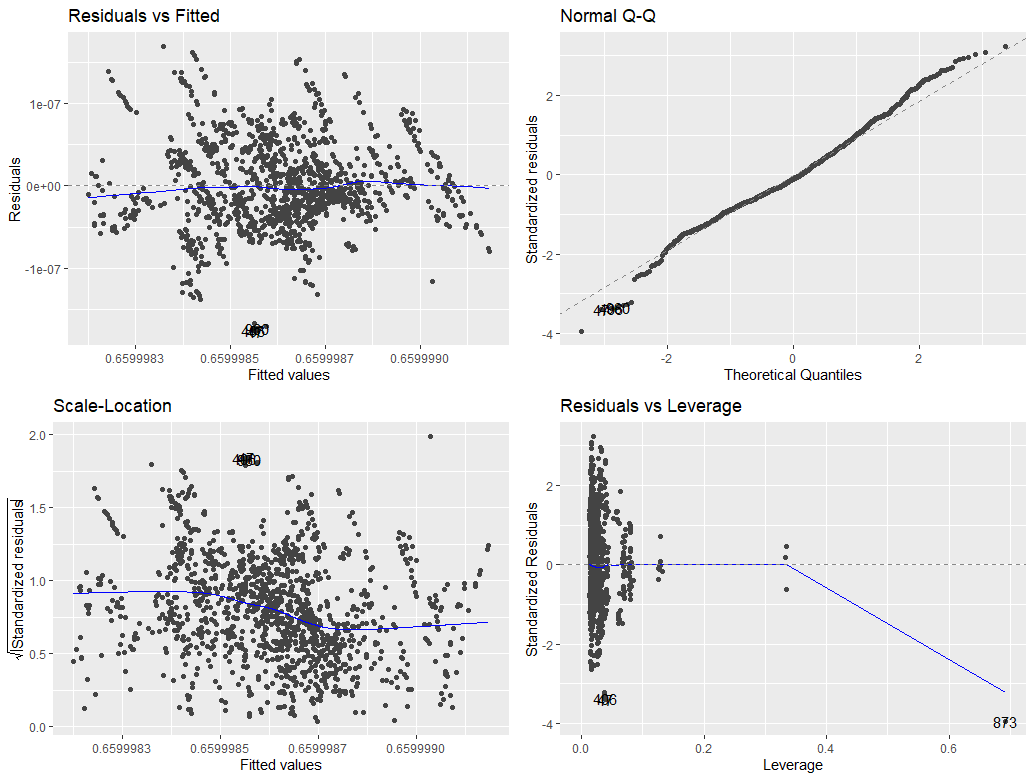 Residuals vs Fitted
Residuals
1e-07
0e+00
-1e-07
0.6599983
0.6599985
0.6599987
0.6599990
Fitted values
Normal Q-Q
Standardized residuals
2
0
-2
-4
-2
0
2
Theoretical Quantiles
Scale-Location
√|Standardized residuals|
2.0
1.5
1.0
0.5
0.0
0.6599983
0.6599985
0.6599987
0.6599990
Fitted values
Residuals vs Leverage
Standardized Residuals
2
0
-2
-4
873
0.0
0.2
0.4
0.6
Leverage